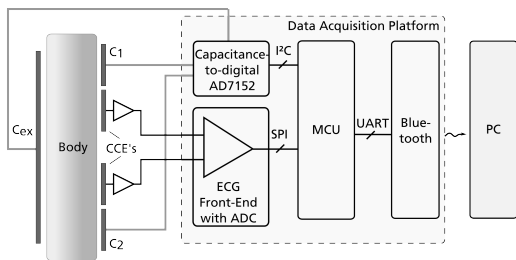 Data Acquisition Platform
C1
Capacitance-
to-digital
AD7152
I²C
Cex
Body
CCE's
SPI
MCU
UART
Blue-
tooth
PC
ECG
Front-End
with ADC
C2